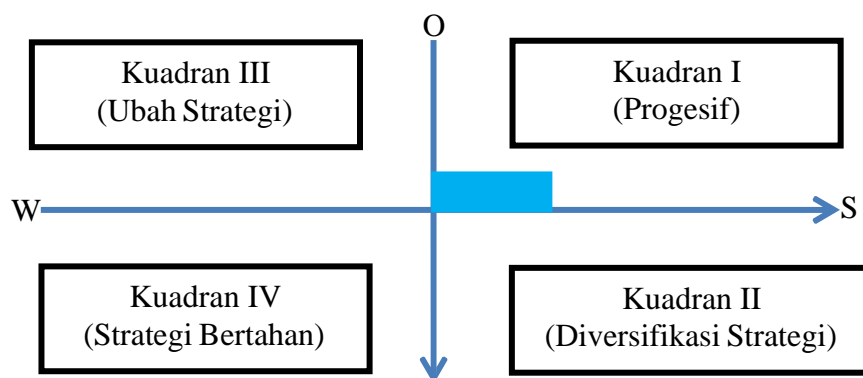 O
Kuadran III
(Ubah Strategi)
Kuadran I
(Progesif)
W
S
Kuadran IV
(Strategi Bertahan)
Kuadran II
(Diversifikasi Strategi)